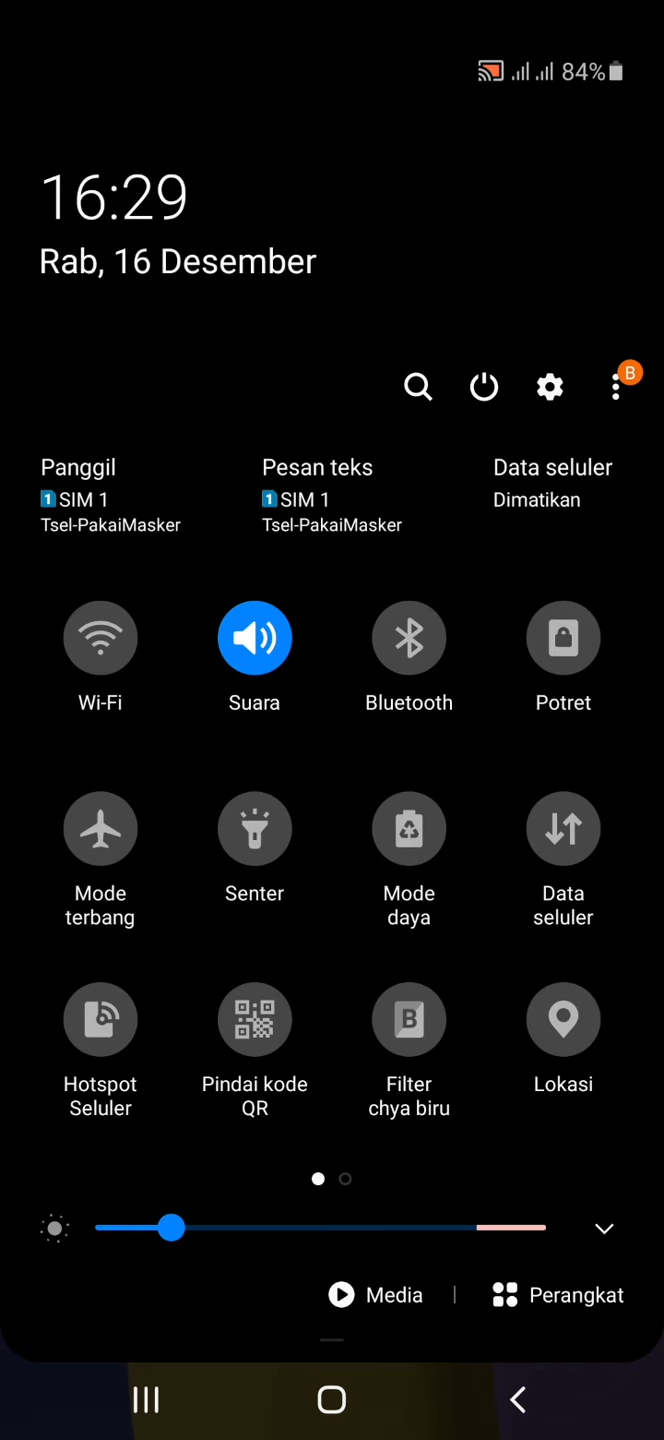 84%
16:29
Rab, 16 Desember
B
Panggil
1 SIM 1
Tsel-PakaiMasker
Pesan teks
1 SIM 1
Tsel-PakaiMasker
Data seluler
Dimatikan
Wi-Fi
Suara
Bluetooth
Potret
Mode
terbang
Senter
Mode
daya
Data
seluler
Hotspot
Seluler
Pindai kode
QR
B
Filter
chya biru
Lokasi
Media
Perangkat